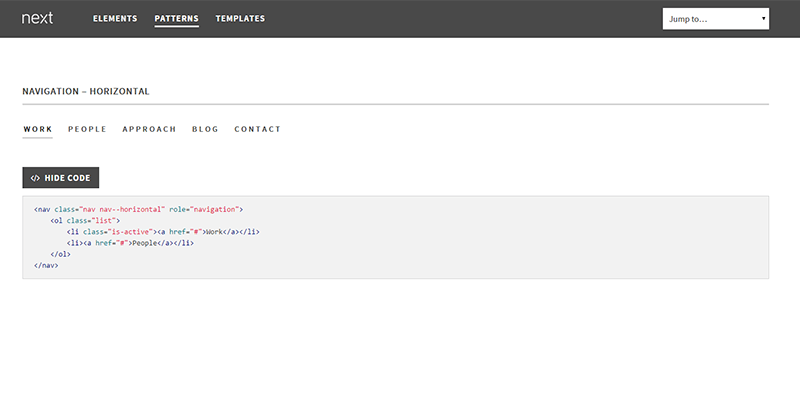 next ELEMENTS PATTERNS TEMPLATES Jump to...
NAVIGATION – HORIZONTAL
WORK PEOPLE APPROACH BLOG CONTACT
</> HIDE CODE
<nav class="nav nav--horizontal" role="navigation">
    <ol class="list">
        <li class="is-active"><a href="#">Work</a></li>
        <li><a href="#">People</a></li>
    </ol>
</nav>